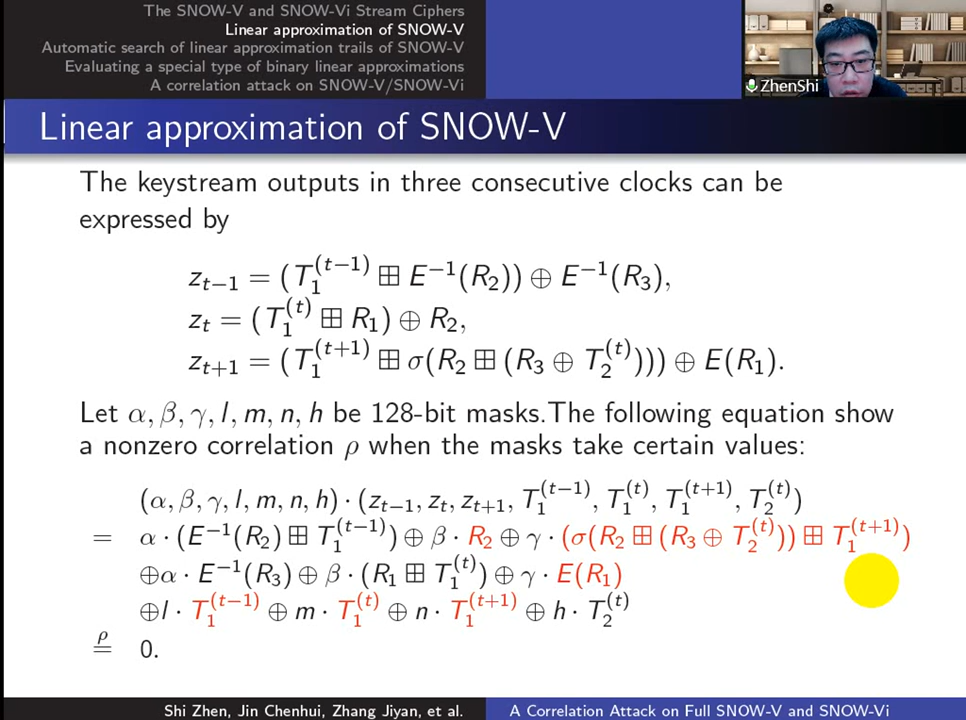 The SNOW-V and SNOW-Vi Stream Ciphers
Linear approximation of SNOW-V
Automatic search of linear approximation trails of SNOW-V
Evaluating a special type of binary linear approximations
A correlation attack on SNOW-V/SNOW-Vi
ZhenShi
Linear approximation of SNOW-V
The keystream outputs in three consecutive clocks can be
expressed by
z_{t−1} = (T_1^{(t−1)} ⊞ E^{−1}(R_2)) ⊕ E^{−1}(R_3),
z_t = (T_1^{(t)} ⊞ R_1) ⊕ R_2,
z_{t+1} = (T_1^{(t+1)} ⊞ σ(R_2 ⊞ (R_3 ⊕ T_2^{(t)}))) ⊕ E(R_1).
Let α, β, γ, l, m, n, h be 128-bit masks.The following equation show
a nonzero correlation ρ when the masks take certain values:
(α, β, γ, l, m, n, h) · (z_{t−1}, z_t, z_{t+1}, T_1^{(t−1)}, T_1^{(t)}, T_1^{(t+1)}, T_2^{(t)})
= α · (E^{−1}(R_2) ⊞ T_1^{(t−1)}) ⊕ β · R_2 ⊕ γ · (σ(R_2 ⊞ (R_3 ⊕ T_2^{(t)})) ⊞ T_1^{(t+1)})
⊕α · E^{−1}(R_3) ⊕ β · (R_1 ⊞ T_1^{(t)}) ⊕ γ · E(R_1)
⊕l · T_1^{(t−1)} ⊕ m · T_1^{(t)} ⊕ n · T_1^{(t+1)} ⊕ h · T_2^{(t)}
=^ρ 0.
Shi Zhen, Jin Chenhui, Zhang Jiyan, et al.
A Correlation Attack on Full SNOW-V and SNOW-Vi